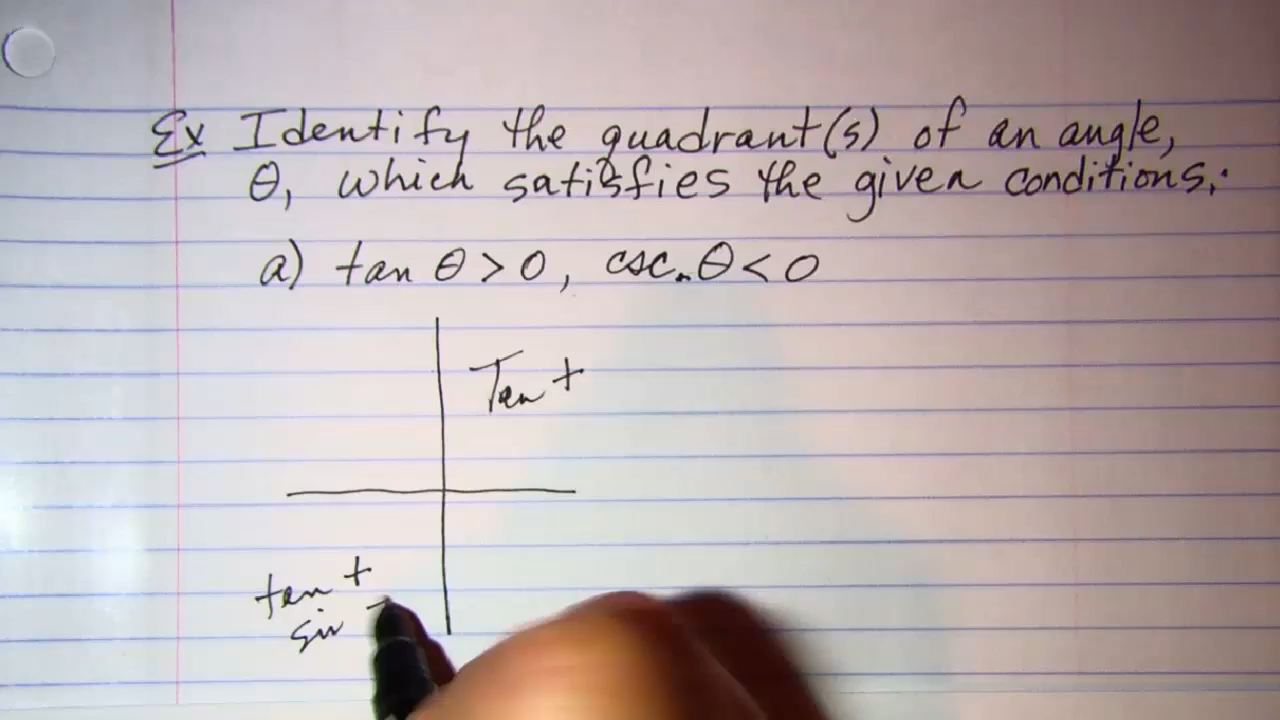 Ex Identify the quadrant(s) of an angle,
θ, which satisfies the given conditions.
a) tan θ > 0, csc θ < 0
Tan +
tan +
sin -